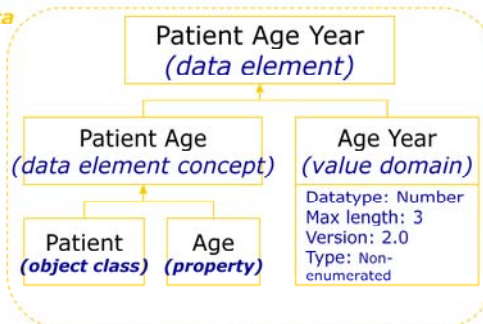 Patient Age Year
(data element)
Patient Age
(data element concept)
Age Year
(value domain)
Datatype: Number
Max length: 3
Version: 2.0
Type: Non-
enumerated
Patient
(object class)
Age
(property)